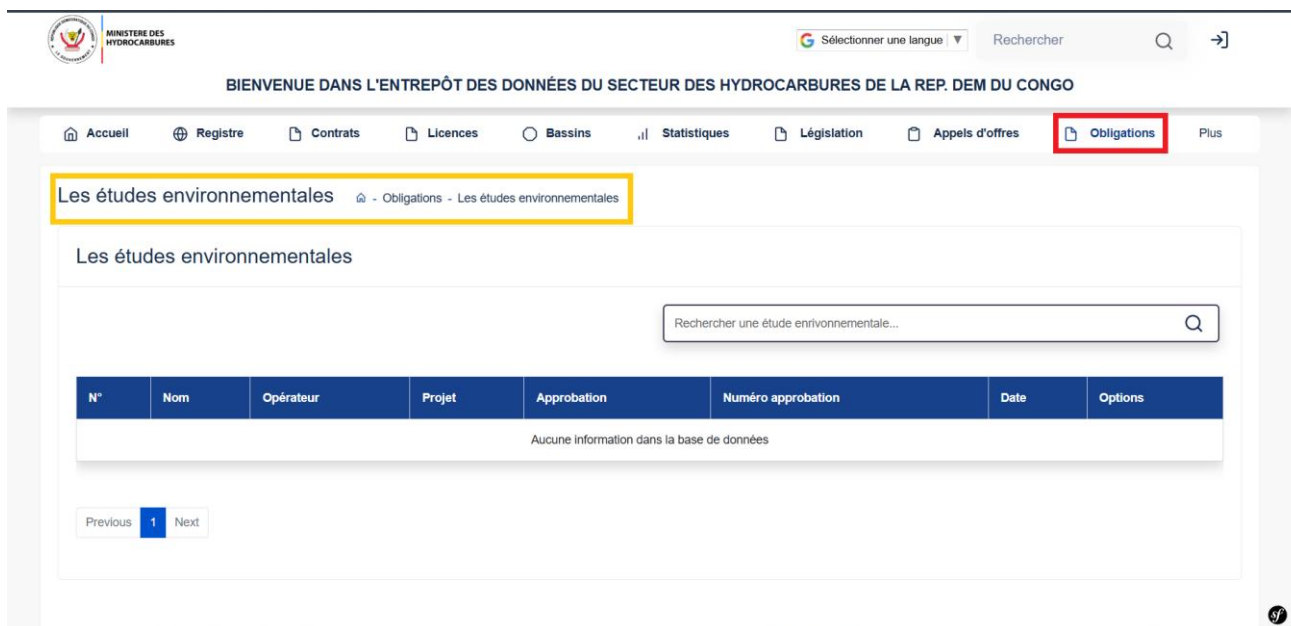 MINISTERE DES
HYDROCARBURES
Sélectionner une langue ▼
Rechercher
BIENVENUE DANS L'ENTREPÔT DES DONNÉES DU SECTEUR DES HYDROCARBURES DE LA REP. DEM DU CONGO
Accueil Registre Contrats Licences Bassins Statistiques Législation Appels d'offres Obligations Plus
Les études environnementales - Obligations - Les études environnementales
Les études environnementales
Rechercher une étude enrivonnementale...
N° Nom Opérateur Projet Approbation Numéro approbation Date Options
Aucune information dans la base de données
Previous 1 Next
sf